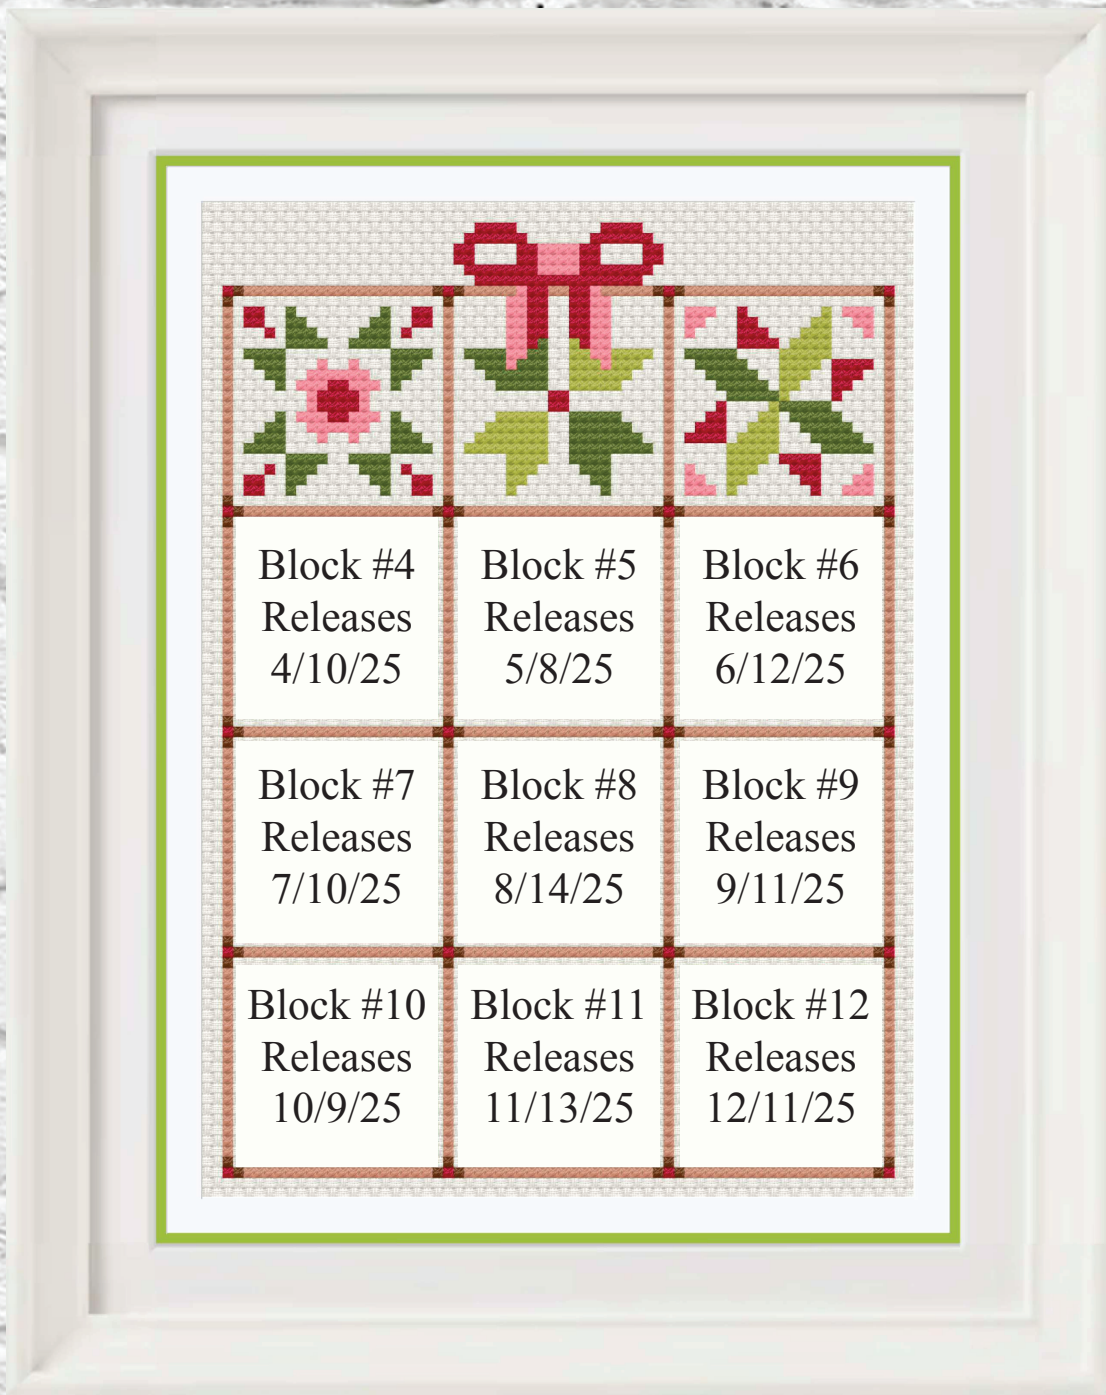 Block #4
Releases
4/10/25
Block #5
Releases
5/8/25
Block #6
Releases
6/12/25
Block #7
Releases
7/10/25
Block #8
Releases
8/14/25
Block #9
Releases
9/11/25
Block #10
Releases
10/9/25
Block #11
Releases
11/13/25
Block #12
Releases
12/11/25